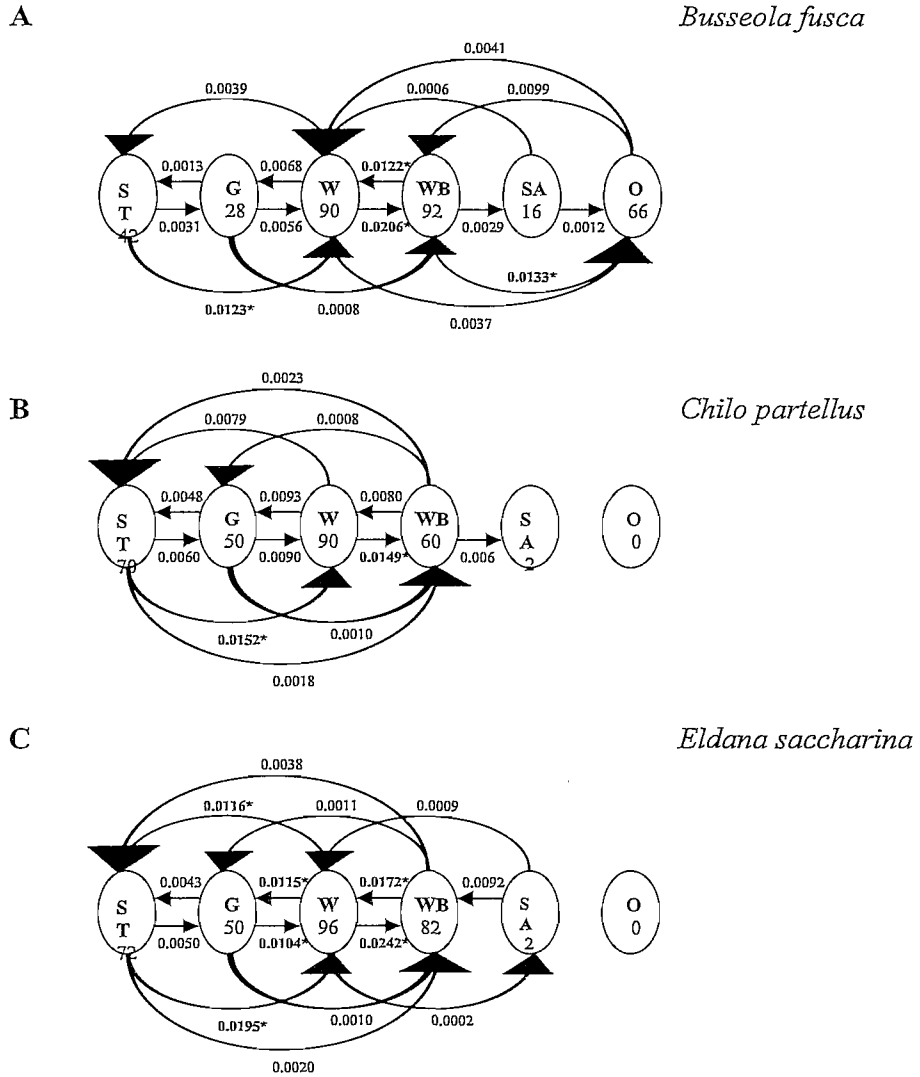 A Busseola fusca
0.0041
0.0039 0.0006 0.0099
0.0013 0.0068 0.0122*
S G W WB SA O
T 28 90 92 16 66
42
0.0031 0.0056 0.0206* 0.0029 0.0012
0.0133*
0.0123* 0.0008
0.0037
0.0023
B Chilo partellus
0.0079 0.0008
0.0048 0.0093 0.0080
S G W WB S O
T 50 90 60 A 0
70 2
0.0060 0.0090 0.0149* 0.006
0.0152* 0.0010
0.0018
C Eldana saccharina
0.0038
0.0116* 0.0011 0.0009
0.0043 0.0115* 0.0172* 0.0092
S G W WB S O
T 50 96 82 A 0
72 2
0.0050 0.0104* 0.0242*
0.0195* 0.0010 0.0002
0.0020